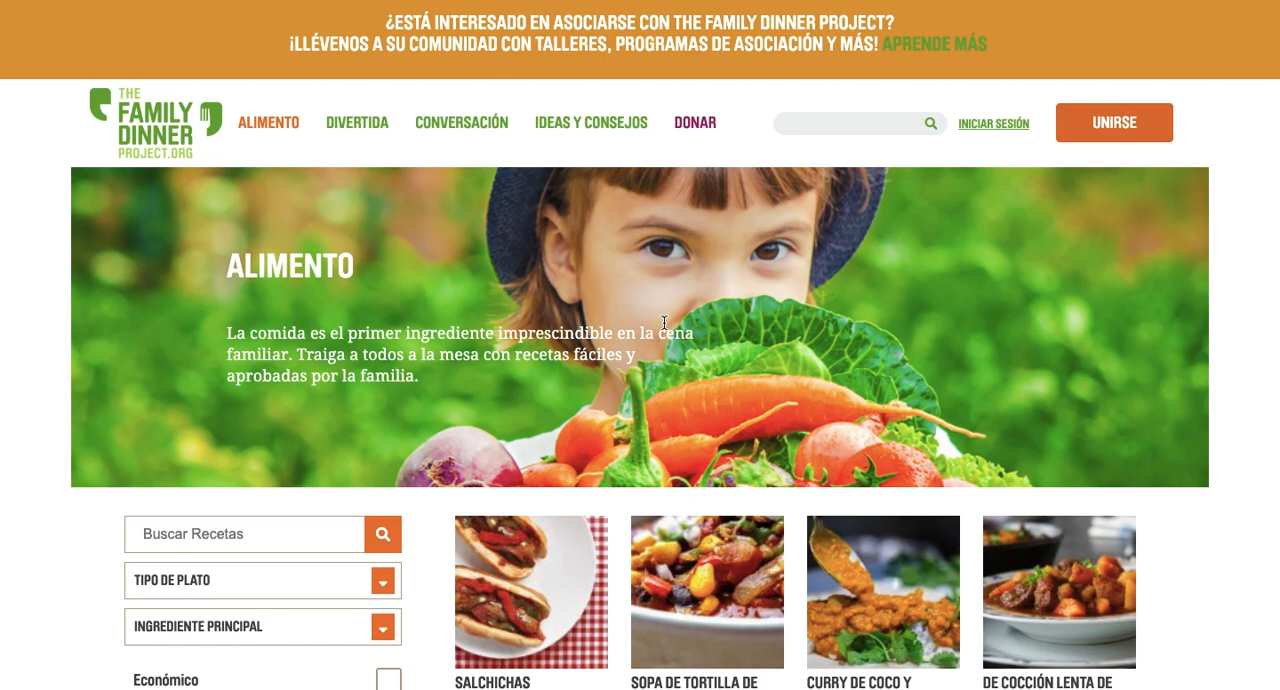 ¿ESTÁ INTERESADO EN ASOCIARSE CON THE FAMILY DINNER PROJECT?
¡LLÉVENOS A SU COMUNIDAD CON TALLERES, PROGRAMAS DE ASOCIACIÓN Y MÁS! APRENDE MÁS
THE
FAMILY
DINNER
PROJECT.ORG
ALIMENTO DIVERTIDA CONVERSACIÓN IDEAS Y CONSEJOS DONAR INICIAR SESIÓN UNIRSE
ALIMENTO
La comida es el primer ingrediente imprescindible en la cena
familiar. Traiga a todos a la mesa con recetas fáciles y
aprobadas por la familia.
Buscar Recetas
TIPO DE PLATO
INGREDIENTE PRINCIPAL
Económico
SALCHICHAS
SOPA DE TORTILLA DE
CURRY DE COCO Y
DE COCCIÓN LENTA DE